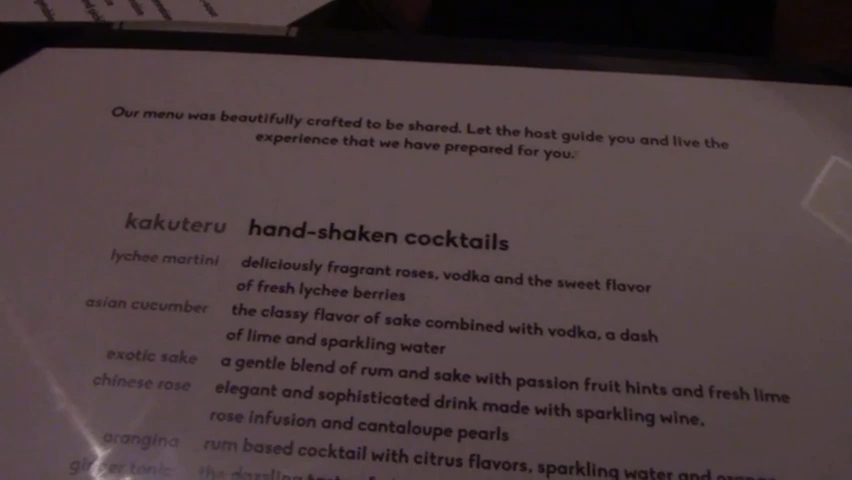 Our menu was beautifully crafted to be shared. Let the host guide you and live the
experience that we have prepared for you.
kakuteru hand-shaken cocktails
lychee martini deliciously fragrant roses, vodka and the sweet flavor
of fresh lychee berries
asian cucumber the classy flavor of sake combined with vodka, a dash
of lime and sparkling water
exotic sake a gentle blend of rum and sake with passion fruit hints and fresh lime
chinese rose elegant and sophisticated drink made with sparkling wine,
rose infusion and cantaloupe pearls
orangina rum based cocktail with citrus flavors, sparkling water and
ginger tonic the dazzling